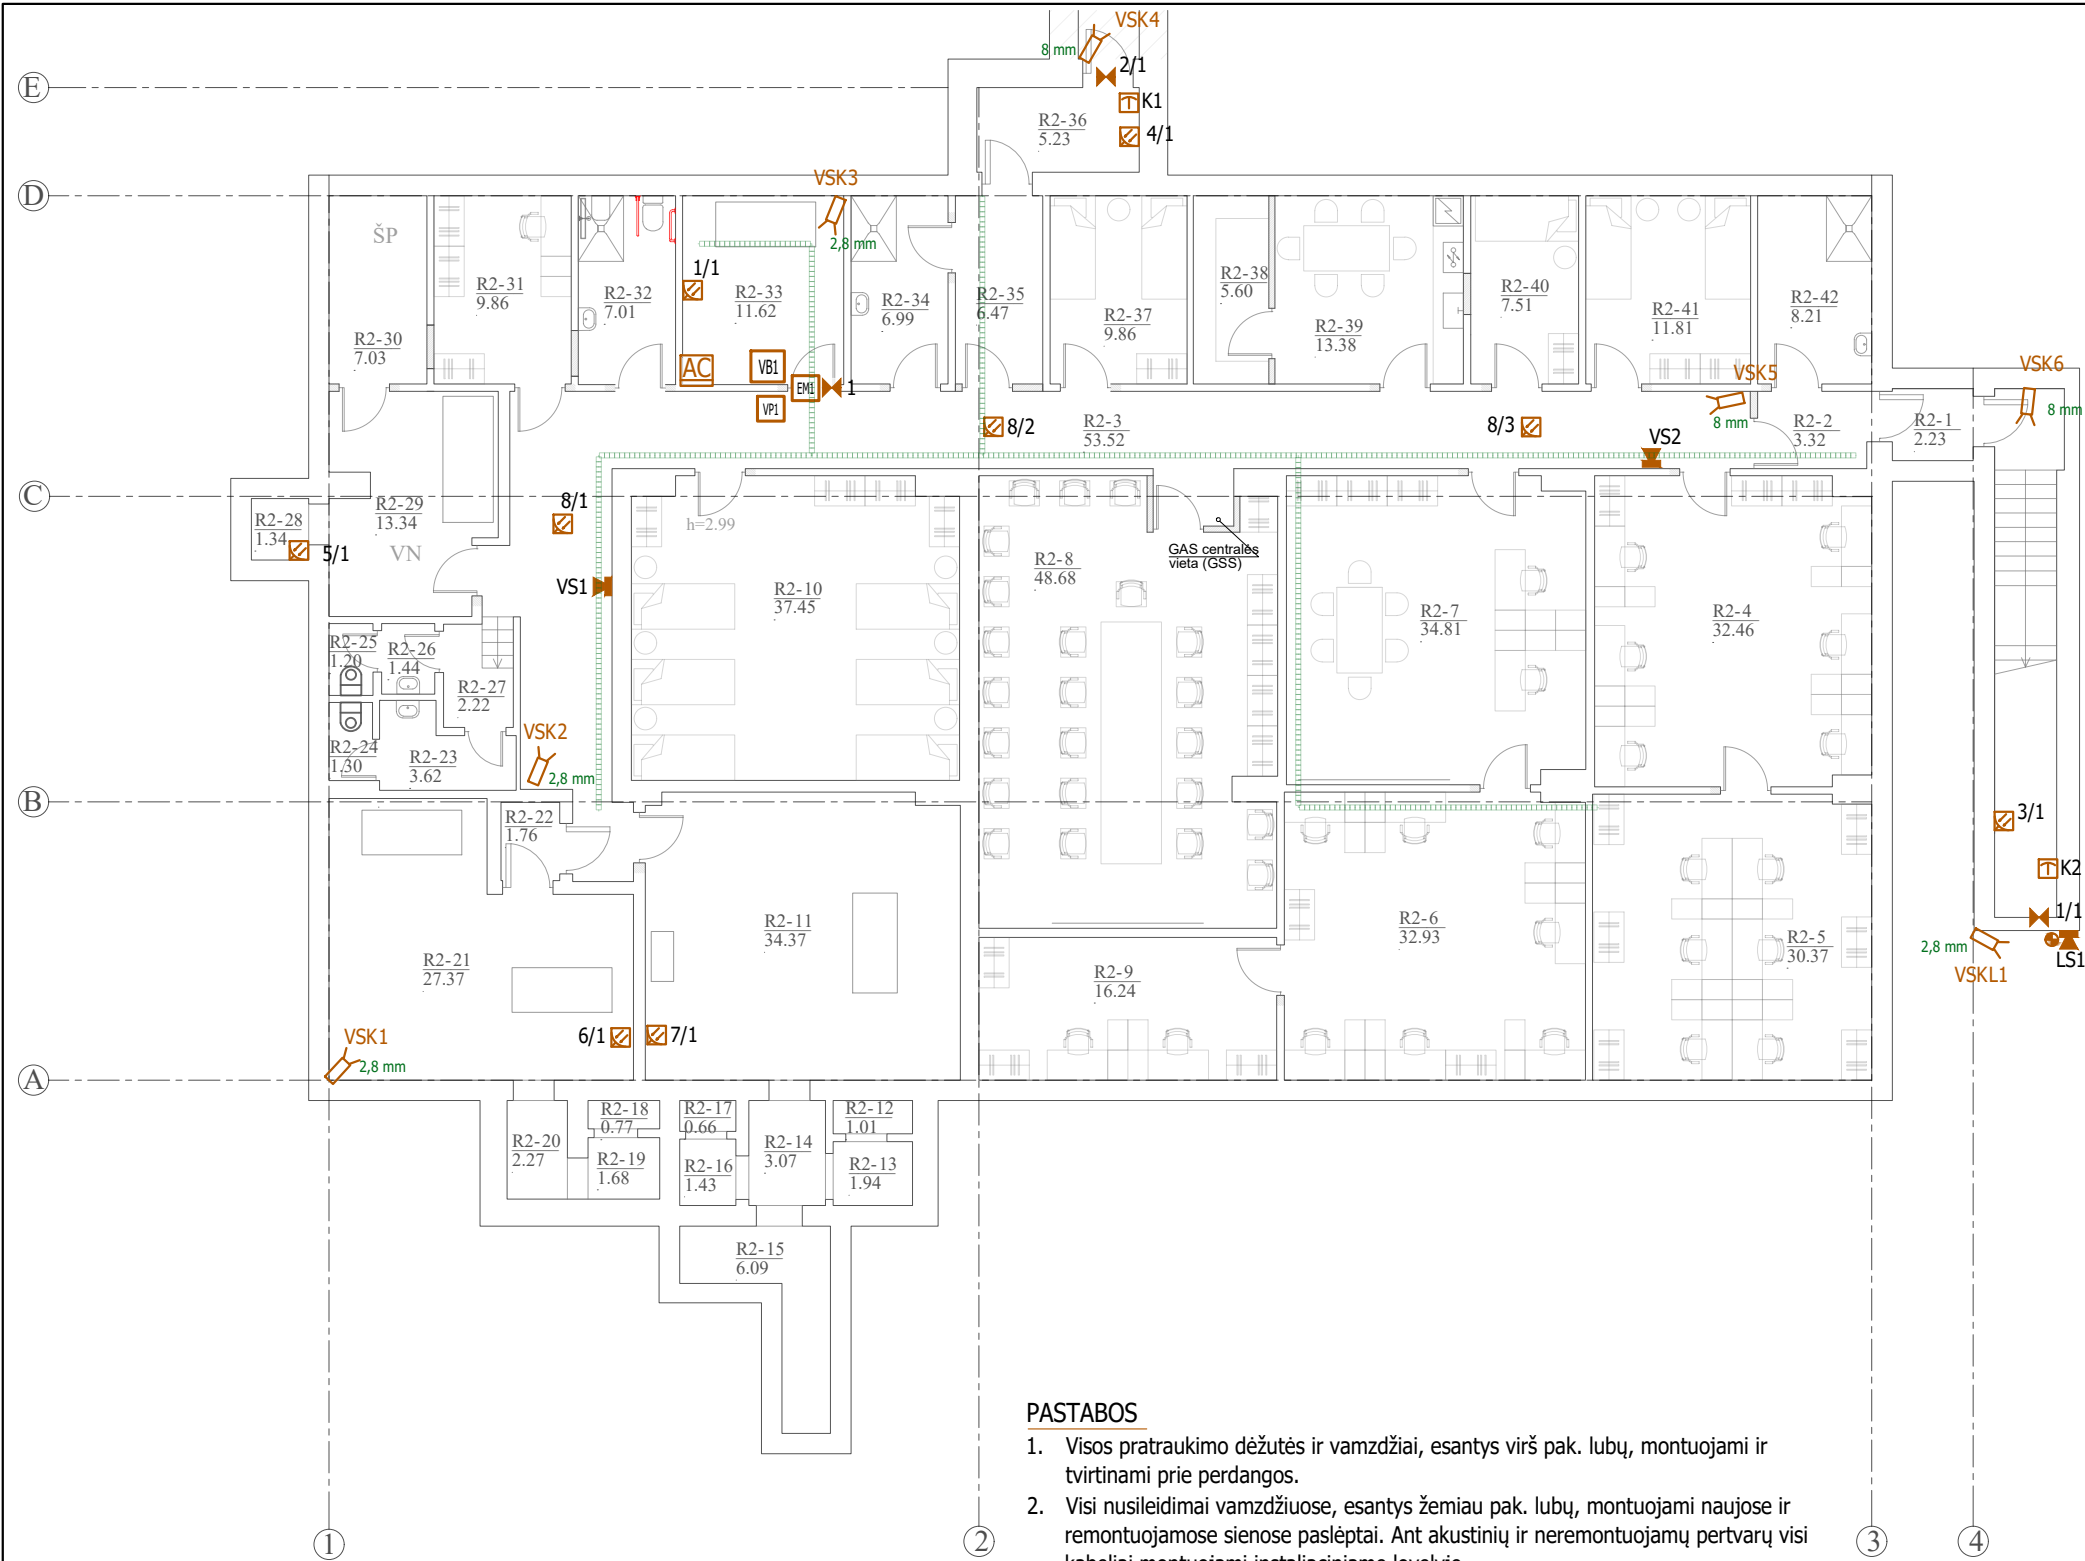 VSK4
8 mm
2/1
E
K1
R2-36
5.23
4/1
D
VSK3
ŠP
2,8 mm
1/1
R2-31
9.86
R2-32
7.01
R2-33
11.62
R2-34
6.99
R2-35
6.47
R2-37
9.86
R2-38
5.60
R2-39
13.38
R2-40
7.51
R2-41
11.81
R2-42
8.21
R2-30
7.03
AC
VB1
EM1
1
VP1
VSK5
8 mm
VSK6
8 mm
8/2
R2-3
53.52
8/3
VS2
R2-2
3.32
R2-1
2.23
C
R2-28
1.34
5/1
R2-29
13.34
VN
8/1
VS1
h=2.99
R2-10
37.45
R2-8
48.68
GAS centralės
vieta (GSS)
R2-7
34.81
R2-4
32.46
R2-25
1.20
R2-26
1.44
R2-27
2.22
R2-24
1.30
R2-23
3.62
VSK2
2,8 mm
B
R2-22
1.76
3/1
K2
1/1
LS1
2,8 mm
VSKL1
R2-21
27.37
R2-11
34.37
R2-9
16.24
R2-6
32.93
R2-5
30.37
VSK1
2,8 mm
6/1
7/1
A
R2-20
2.27
R2-18
0.77
R2-19
1.68
R2-17
0.66
R2-16
1.43
R2-14
3.07
R2-12
1.01
R2-13
1.94
R2-15
6.09
PASTABOS
1. Visos pratraukimo dėžutės ir vamzdžiai, esantys virš pak. lubų, montuojami ir
tvirtinami prie perdangos.
2. Visi nusileidimai vamzdžiuose, esantys žemiau pak. lubų, montuojami naujose ir
remontuojamose sienose paslėptai. Ant akustinių ir neremontuojamų pertvarų visi
kabeliai montuojami instaliaciniame lovelyje
1
2
3
4